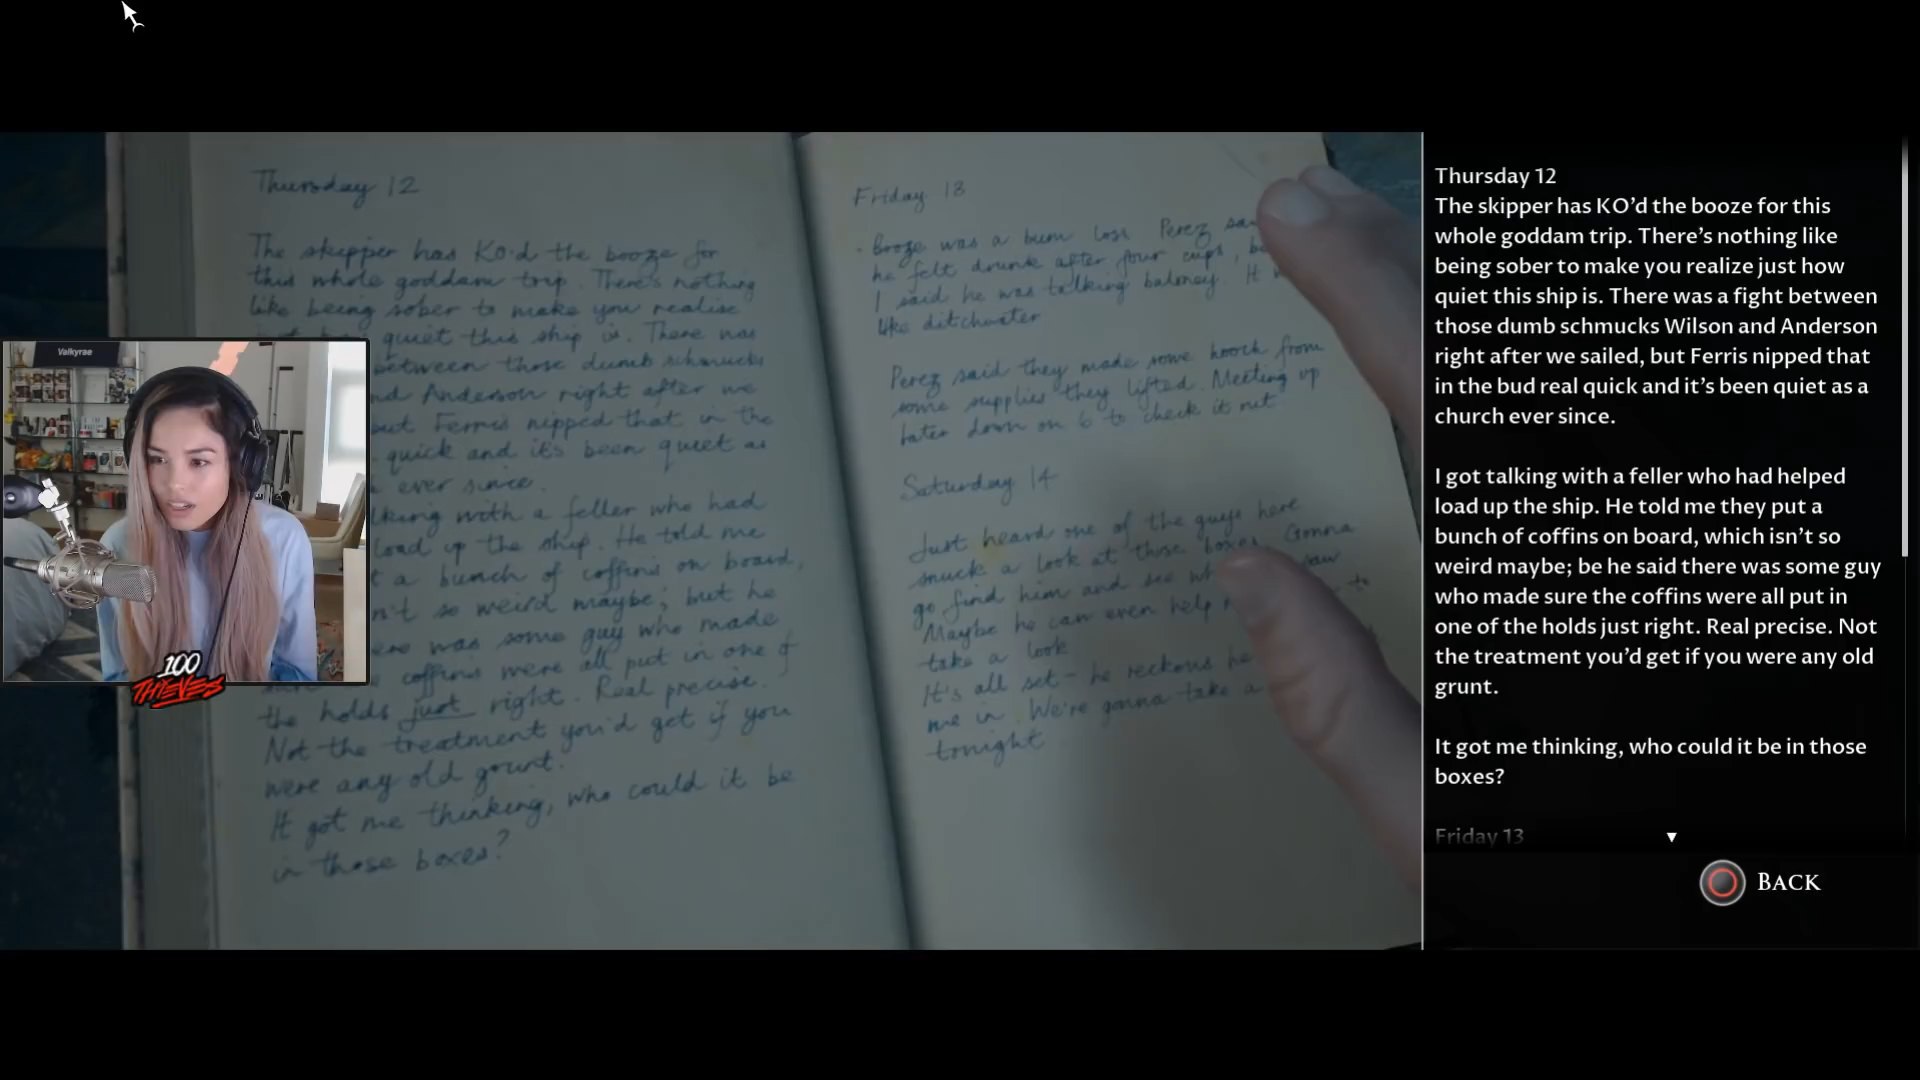 Thursday 12
The skipper has KO'd the booze for
this whole goddam trip. There's nothing
like being sober to make you realise
quiet this ship is. There was
between those dumb schmucks
nd Anderson right after we
but Ferris nipped that in the
quick and it's been quiet as
ever since.
lking with a feller who had
load up the ship. He told me
t a bunch of coffins on board,
n't so weird maybe; but he
ere was some guy who made
coffins were all put in one of
the holds just right. Real precise.
Not the treatment you'd get if you
were any old grunt.
It got me thinking, who could it be
in those boxes?
Friday 13
- Booze was a bum loss Perez sai
he felt drunk after four cups, b
I said he was talking baloney. It
like ditchwater
Perez said they made some hooch from
some supplies they lifted. Meeting up
later down on 6 to check it out
Saturday 14
Just heard one of the guys here
snuck a look at those boxes. Gonna
go find him and see wh saw
Maybe he can even help to
take a look
It's all set - he reckons he
me in. We're gonna take a
tonight
Valkyrae
100
THIEVES
Thursday 12
The skipper has KO'd the booze for this
whole goddam trip. There's nothing like
being sober to make you realize just how
quiet this ship is. There was a fight between
those dumb schmucks Wilson and Anderson
right after we sailed, but Ferris nipped that
in the bud real quick and it's been quiet as a
church ever since.
I got talking with a feller who had helped
load up the ship. He told me they put a
bunch of coffins on board, which isn't so
weird maybe; be he said there was some guy
who made sure the coffins were all put in
one of the holds just right. Real precise. Not
the treatment you'd get if you were any old
grunt.
It got me thinking, who could it be in those
boxes?
Friday 13
BACK